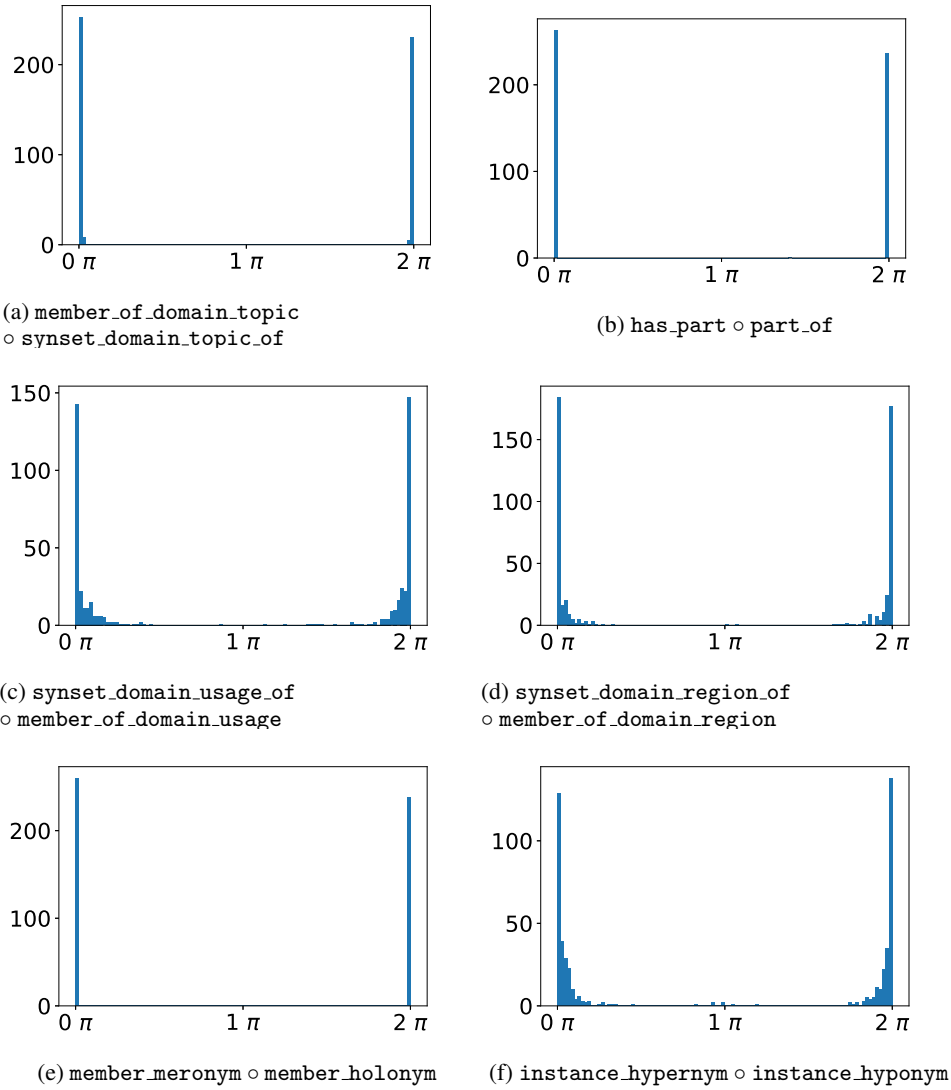 200
100
0
0 π 1 π 2 π
(a) member_of_domain_topic
∘ synset_domain_topic_of
200
100
0
0 π 1 π 2 π
(b) has_part ∘ part_of
150
100
50
0
0 π 1 π 2 π
(c) synset_domain_usage_of
∘ member_of_domain_usage
150
100
50
0
0 π 1 π 2 π
(d) synset_domain_region_of
∘ member_of_domain_region
200
100
0
0 π 1 π 2 π
(e) member_meronym ∘ member_holonym
100
50
0
0 π 1 π 2 π
(f) instance_hypernym ∘ instance_hyponym